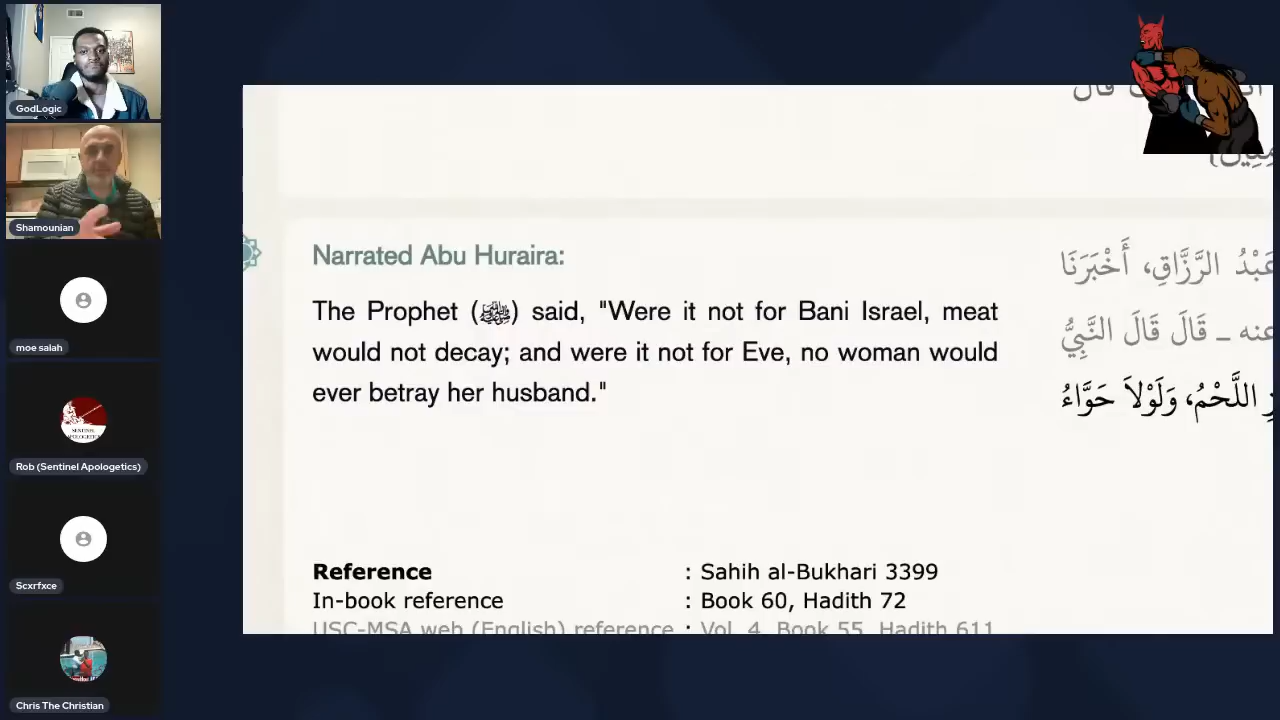 GodLogic
Shamounian
moe salah
Rob (Sentinel Apologetics)
SENTINEL
APOLOGETICS
Scxrfxce
Chris The Christian
قال
Narrated Abu Huraira:
The Prophet (ﷺ) said, "Were it not for Bani Israel, meat
would not decay; and were it not for Eve, no woman would
ever betray her husband."
عَبْدُ الرَّزَّاقِ، أَخْبَرَنَا
عنه ـ قَالَ قَالَ النَّبِيُّ
اللَّحْمُ، وَلَوْلاَ حَوَّاءُ
Reference : Sahih al-Bukhari 3399
In-book reference : Book 60, Hadith 72
USC-MSA web (English) reference : Vol. 4, Book 55, Hadith 611